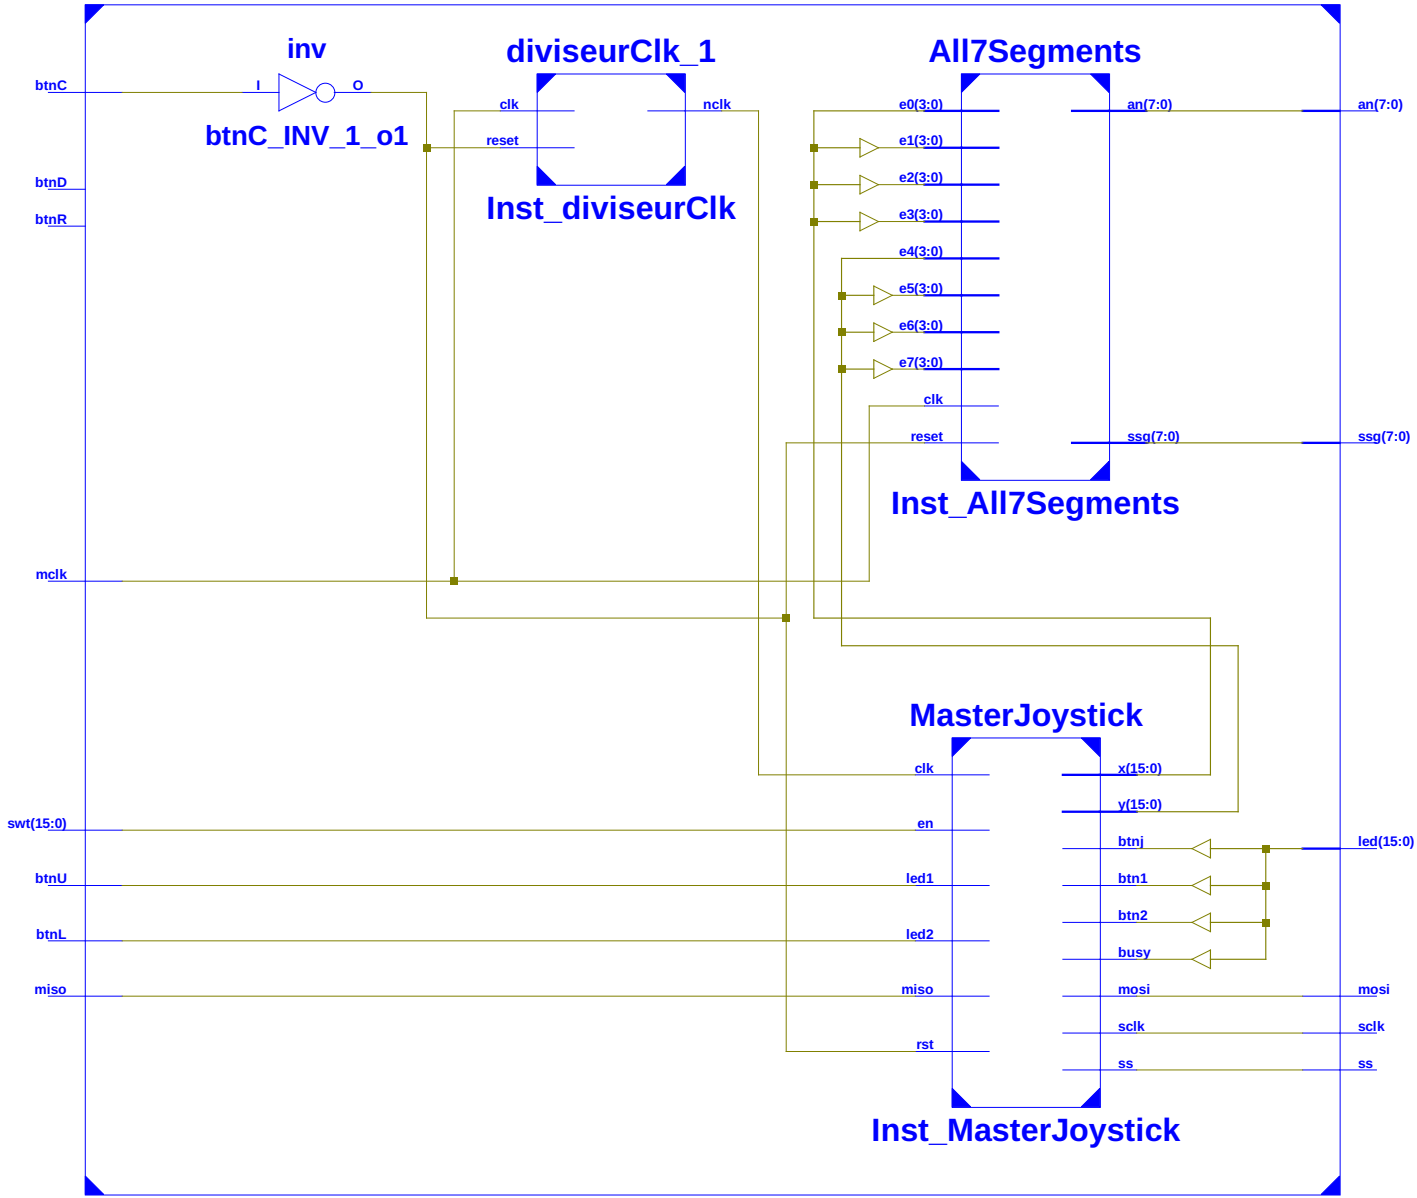 inv
diviseurClk_1
All7Segments
btnC
I
O
clk
nclk
e0(3:0)
an(7:0)
an(7:0)
btnC_INV_1_o1
reset
e1(3:0)
btnD
e2(3:0)
Inst_diviseurClk
btnR
e3(3:0)
e4(3:0)
e5(3:0)
e6(3:0)
e7(3:0)
clk
reset
ssg(7:0)
ssg(7:0)
Inst_All7Segments
mclk
MasterJoystick
clk
x(15:0)
y(15:0)
swt(15:0)
en
btnj
led(15:0)
btnU
led1
btn1
btn2
btnL
led2
busy
miso
miso
mosi
mosi
sclk
sclk
rst
ss
ss
Inst_MasterJoystick